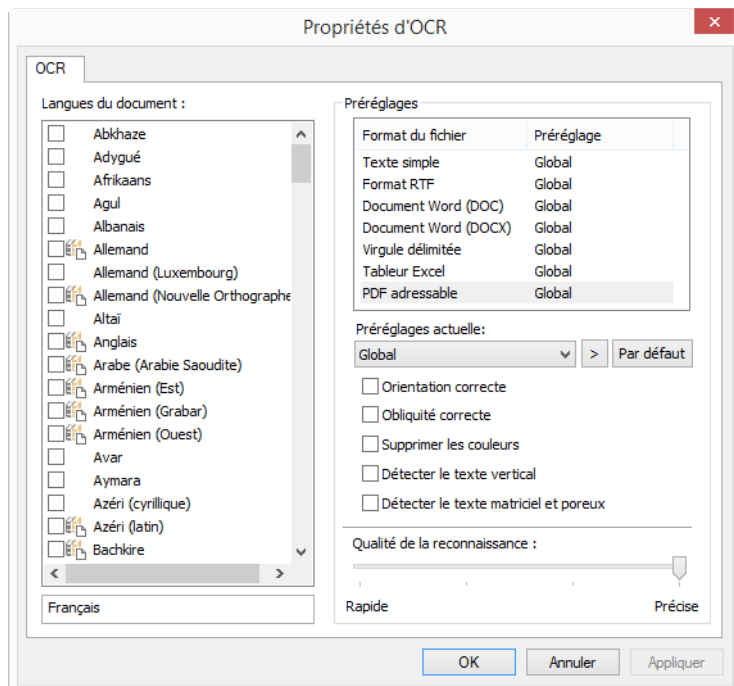 Propriétés d'OCR
OCR
Langues du document :
Abkhaze
Adygué
Afrikaans
Agul
Albanais
Allemand
Allemand (Luxembourg)
Allemand (Nouvelle Orthographe
Altaï
Anglais
Arabe (Arabie Saoudite)
Arménien (Est)
Arménien (Grabar)
Arménien (Ouest)
Avar
Aymara
Azéri (cyrillique)
Azéri (latin)
Bachkire
Français
Préréglages
Format du fichier Préréglage
Texte simple Global
Format RTF Global
Document Word (DOC) Global
Document Word (DOCX) Global
Virgule délimitée Global
Tableur Excel Global
PDF adressable Global
Préréglages actuelle:
Global > Par défaut
Orientation correcte
Obliquité correcte
Supprimer les couleurs
Détecter le texte vertical
Détecter le texte matriciel et poreux
Qualité de la reconnaissance :
Rapide Précise
OK Annuler Appliquer